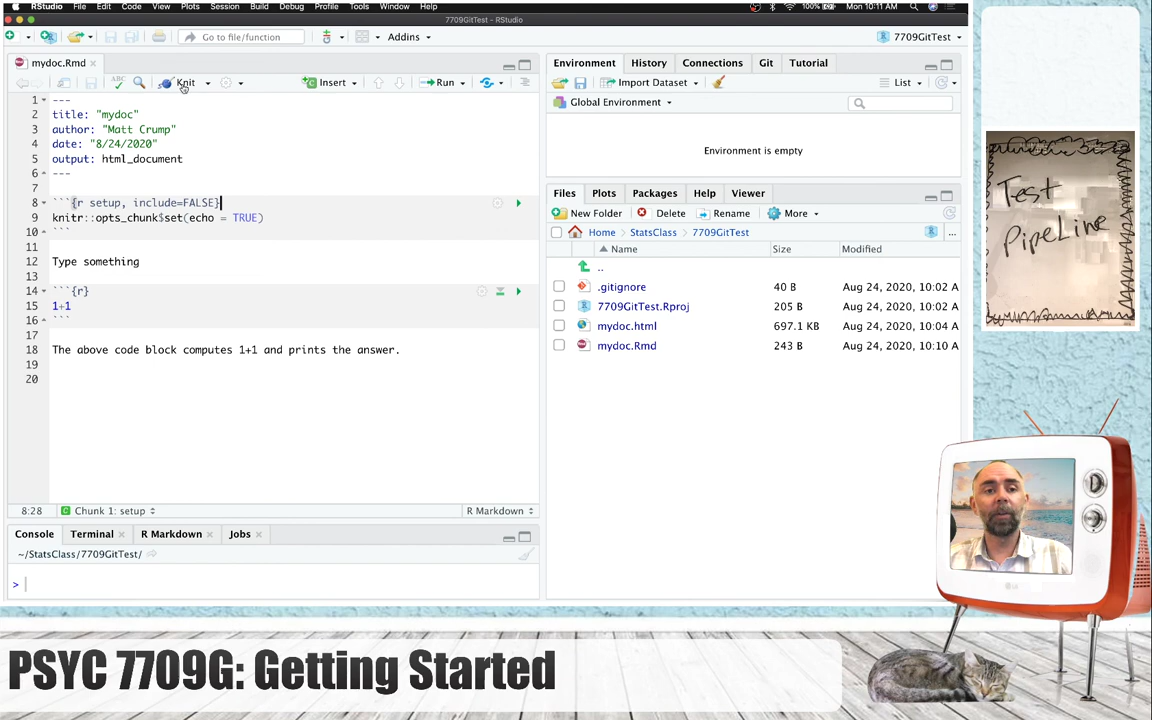 RStudio File Edit Code View Plots Session Build Debug Profile Tools Window Help 100% Mon 10:11 AM
7709GitTest - RStudio
Go to file/function Addins 7709GitTest
mydoc.Rmd
ABC Knit Insert Run
1 ---
2 title: "mydoc"
3 author: "Matt Crump"
4 date: "8/24/2020"
5 output: html_document
6 ---
7
8 ```{r setup, include=FALSE}
9 knitr::opts_chunk$set(echo = TRUE)
10 ```
11
12 Type something
13
14 ```{r}
15 1+1
16 ```
17
18 The above code block computes 1+1 and prints the answer.
19
20
8:28 Chunk 1: setup R Markdown
Console Terminal R Markdown Jobs
~/StatsClass/7709GitTest/
>
Environment History Connections Git Tutorial
Import Dataset List
Global Environment
Environment is empty
Files Plots Packages Help Viewer
New Folder Delete Rename More
Home StatsClass 7709GitTest ...
Name Size Modified
..
.gitignore 40 B Aug 24, 2020, 10:02 A
7709GitTest.Rproj 205 B Aug 24, 2020, 10:02 A
mydoc.html 697.1 KB Aug 24, 2020, 10:04 A
mydoc.Rmd 243 B Aug 24, 2020, 10:10 A
Test
PipeLine
LG
PSYC 7709G: Getting Started